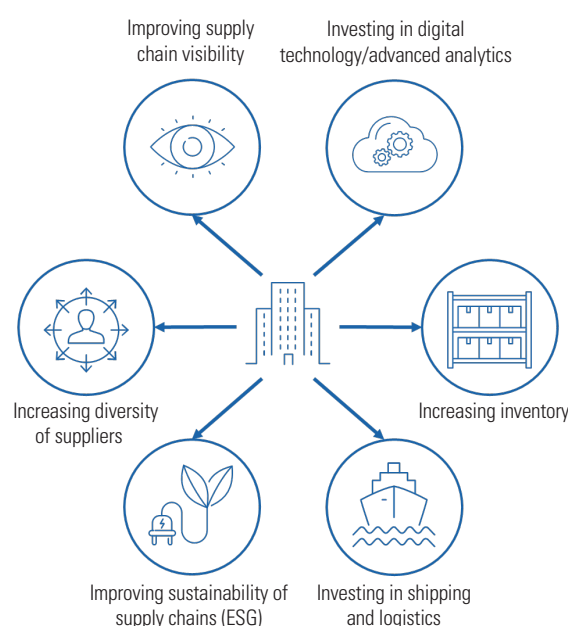 Improving supply
chain visibility
Investing in digital
technology/advanced analytics
Increasing diversity
of suppliers
Increasing inventory
Improving sustainability of
supply chains (ESG)
Investing in shipping
and logistics